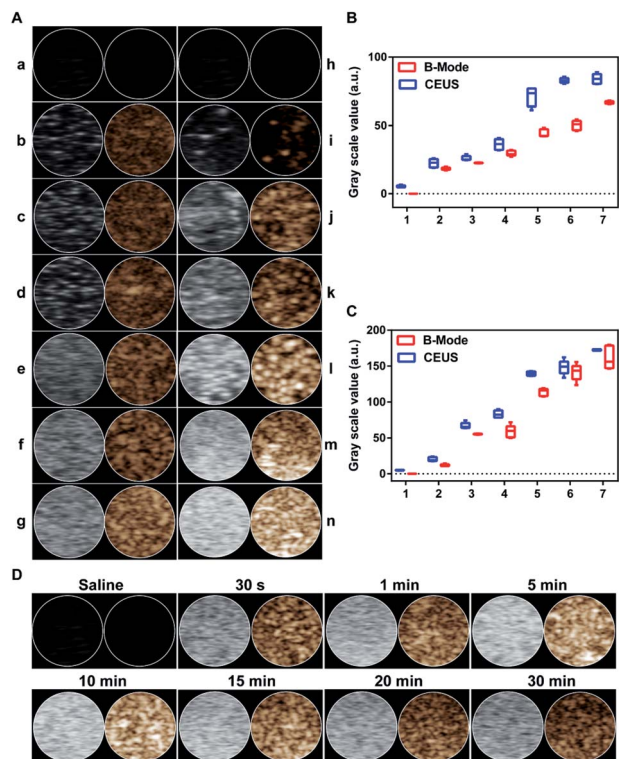 A
a
h
b
i
c
j
d
k
e
l
f
m
g
n
B
B-Mode
CEUS
Gray scale value (a.u.)
100
50
0
1 2 3 4 5 6 7
C
B-Mode
CEUS
Gray scale value (a.u.)
200
150
100
50
0
1 2 3 4 5 6 7
D
Saline 30 s 1 min 5 min
10 min 15 min 20 min 30 min